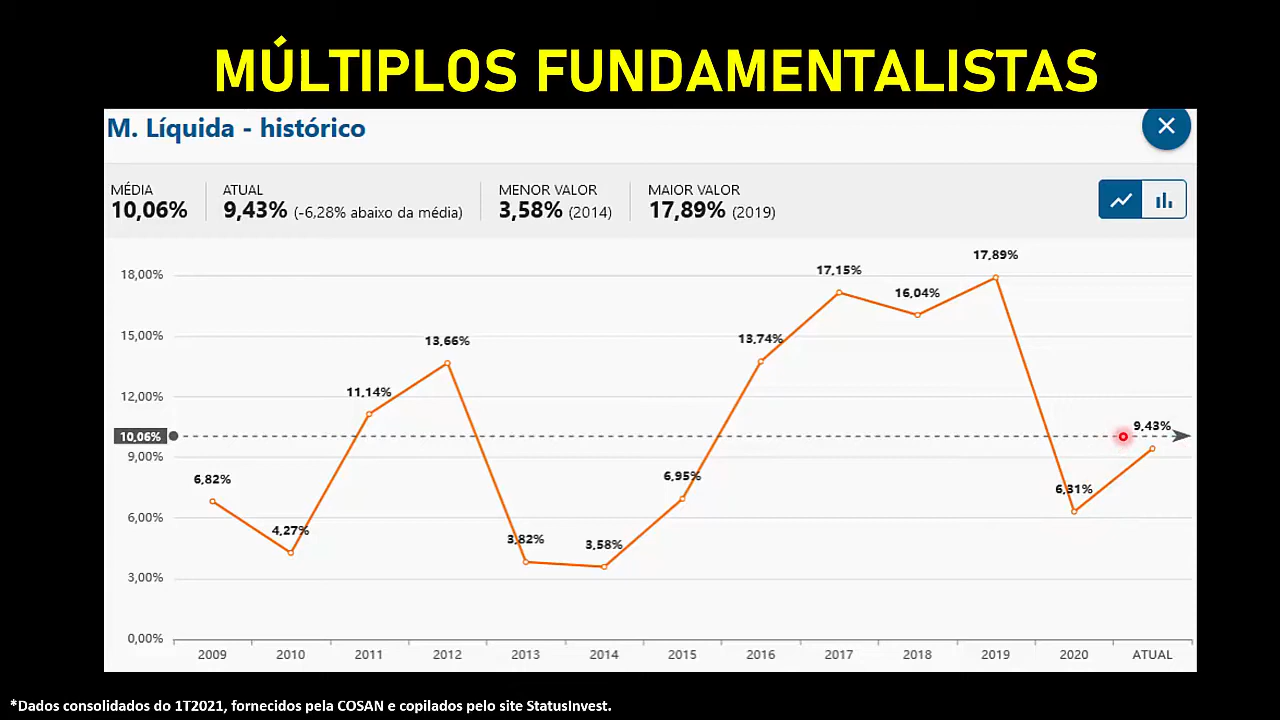 MÚLTIPLOS FUNDAMENTALISTAS
M. Líquida - histórico
MÉDIA
10,06%
ATUAL
9,43% (-6,28% abaixo da média)
MENOR VALOR
3,58% (2014)
MAIOR VALOR
17,89% (2019)
18,00%
15,00%
12,00%
10,06%
9,00%
6,00%
3,00%
0,00%
6,82%
4,27%
11,14%
13,66%
3,82%
3,58%
6,95%
13,74%
17,15%
16,04%
17,89%
6,31%
9,43%
2009 2010 2011 2012 2013 2014 2015 2016 2017 2018 2019 2020 ATUAL
*Dados consolidados do 1T2021, fornecidos pela COSAN e copilados pelo site StatusInvest.